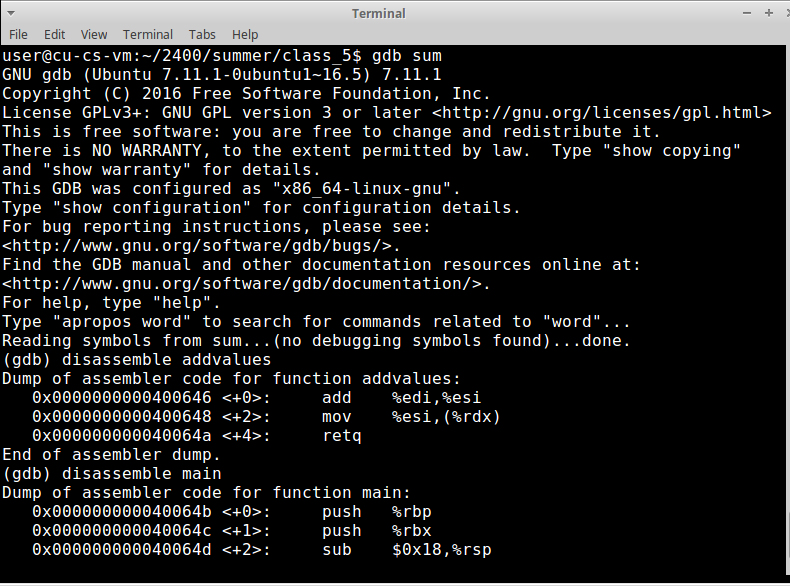 Terminal
File Edit View Terminal Tabs Help
user@cu-cs-vm:~/2400/summer/class_5$ gdb sum
GNU gdb (Ubuntu 7.11.1-0ubuntu1~16.5) 7.11.1
Copyright (C) 2016 Free Software Foundation, Inc.
License GPLv3+: GNU GPL version 3 or later <http://gnu.org/licenses/gpl.html>
This is free software: you are free to change and redistribute it.
There is NO WARRANTY, to the extent permitted by law.  Type "show copying"
and "show warranty" for details.
This GDB was configured as "x86_64-linux-gnu".
Type "show configuration" for configuration details.
For bug reporting instructions, please see:
<http://www.gnu.org/software/gdb/bugs/>.
Find the GDB manual and other documentation resources online at:
<http://www.gnu.org/software/gdb/documentation/>.
For help, type "help".
Type "apropos word" to search for commands related to "word"...
Reading symbols from sum...(no debugging symbols found)...done.
(gdb) disassemble addvalues
Dump of assembler code for function addvalues:
   0x0000000000400646 <+0>:     add    %edi,%esi
   0x0000000000400648 <+2>:     mov    %esi,(%rdx)
   0x000000000040064a <+4>:     retq
End of assembler dump.
(gdb) disassemble main
Dump of assembler code for function main:
   0x000000000040064b <+0>:     push   %rbp
   0x000000000040064c <+1>:     push   %rbx
   0x000000000040064d <+2>:     sub    $0x18,%rsp